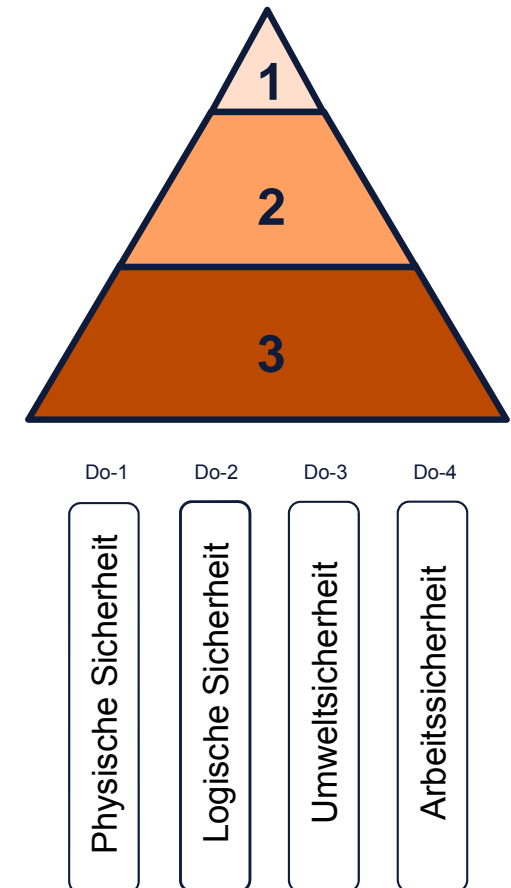 1
2
3
Do-1
Do-2
Do-3
Do-4
Physische Sicherheit
Logische Sicherheit
Umweltsicherheit
Arbeitssicherheit